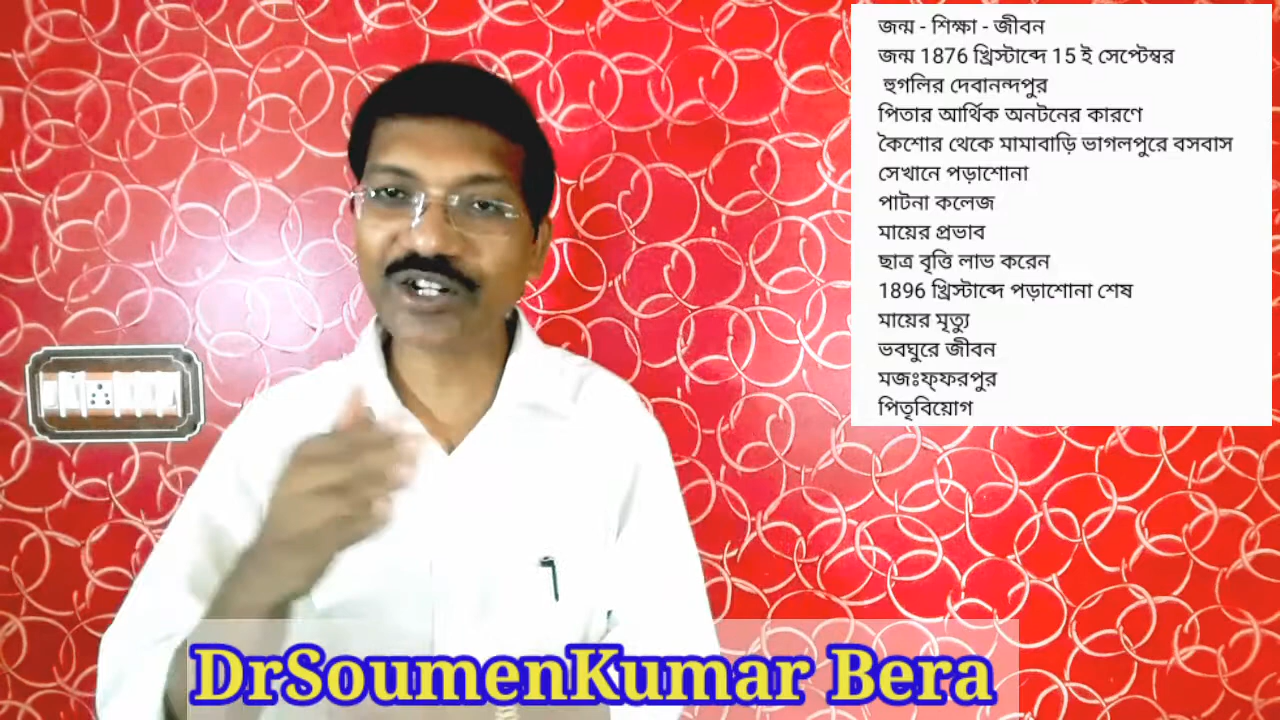 জন্ম - শিক্ষা - জীবন
জন্ম 1876 খ্রিস্টাব্দে 15 ই সেপ্টেম্বর
হুগলির দেবানন্দপুর
পিতার আর্থিক অনটনের কারণে
কৈশোর থেকে মামাবাড়ি ভাগলপুরে বসবাস
সেখানে পড়াশোনা
পাটনা কলেজ
মায়ের প্রভাব
ছাত্র বৃত্তি লাভ করেন
1896 খ্রিস্টাব্দে পড়াশোনা শেষ
মায়ের মৃত্যু
ভবঘুরে জীবন
মজঃফ্ফরপুর
পিতৃবিয়োগ
DrSoumenKumar Bera